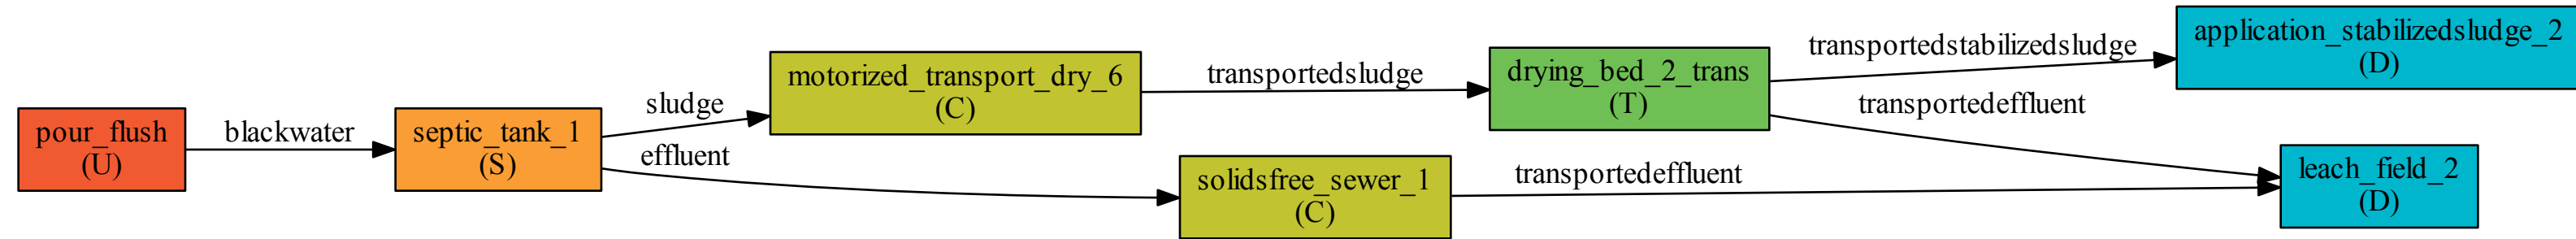 pour_flush
(U)
blackwater
septic_tank_1
(S)
sludge
effluent
motorized_transport_dry_6
(C)
solidsfree_sewer_1
(C)
transportedsludge
transportedeffluent
drying_bed_2_trans
(T)
transportedstabilizedsludge
transportedeffluent
application_stabilizedsludge_2
(D)
leach_field_2
(D)